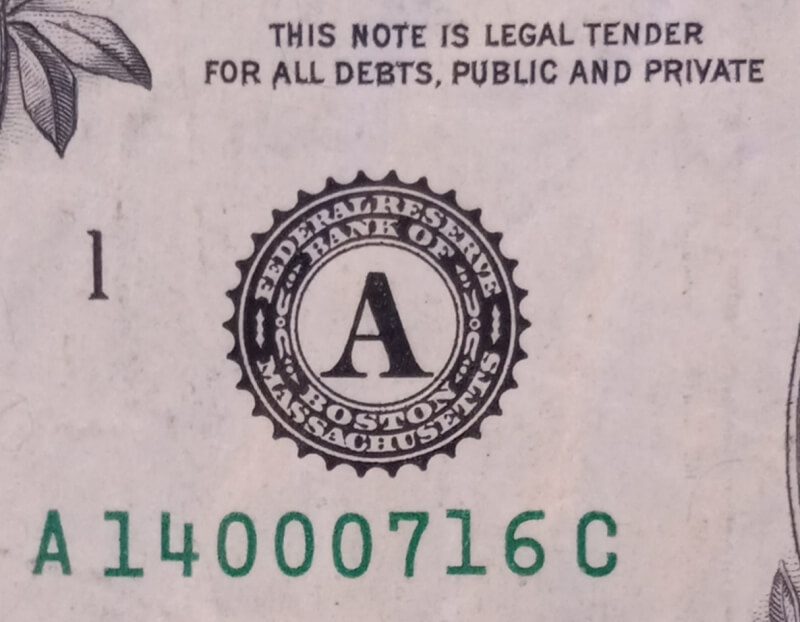 THIS NOTE IS LEGAL TENDER
FOR ALL DEBTS, PUBLIC AND PRIVATE
1
FEDERAL RESERVE
BANK OF
A
BOSTON
MASSACHUSETTS
A 14000716 C